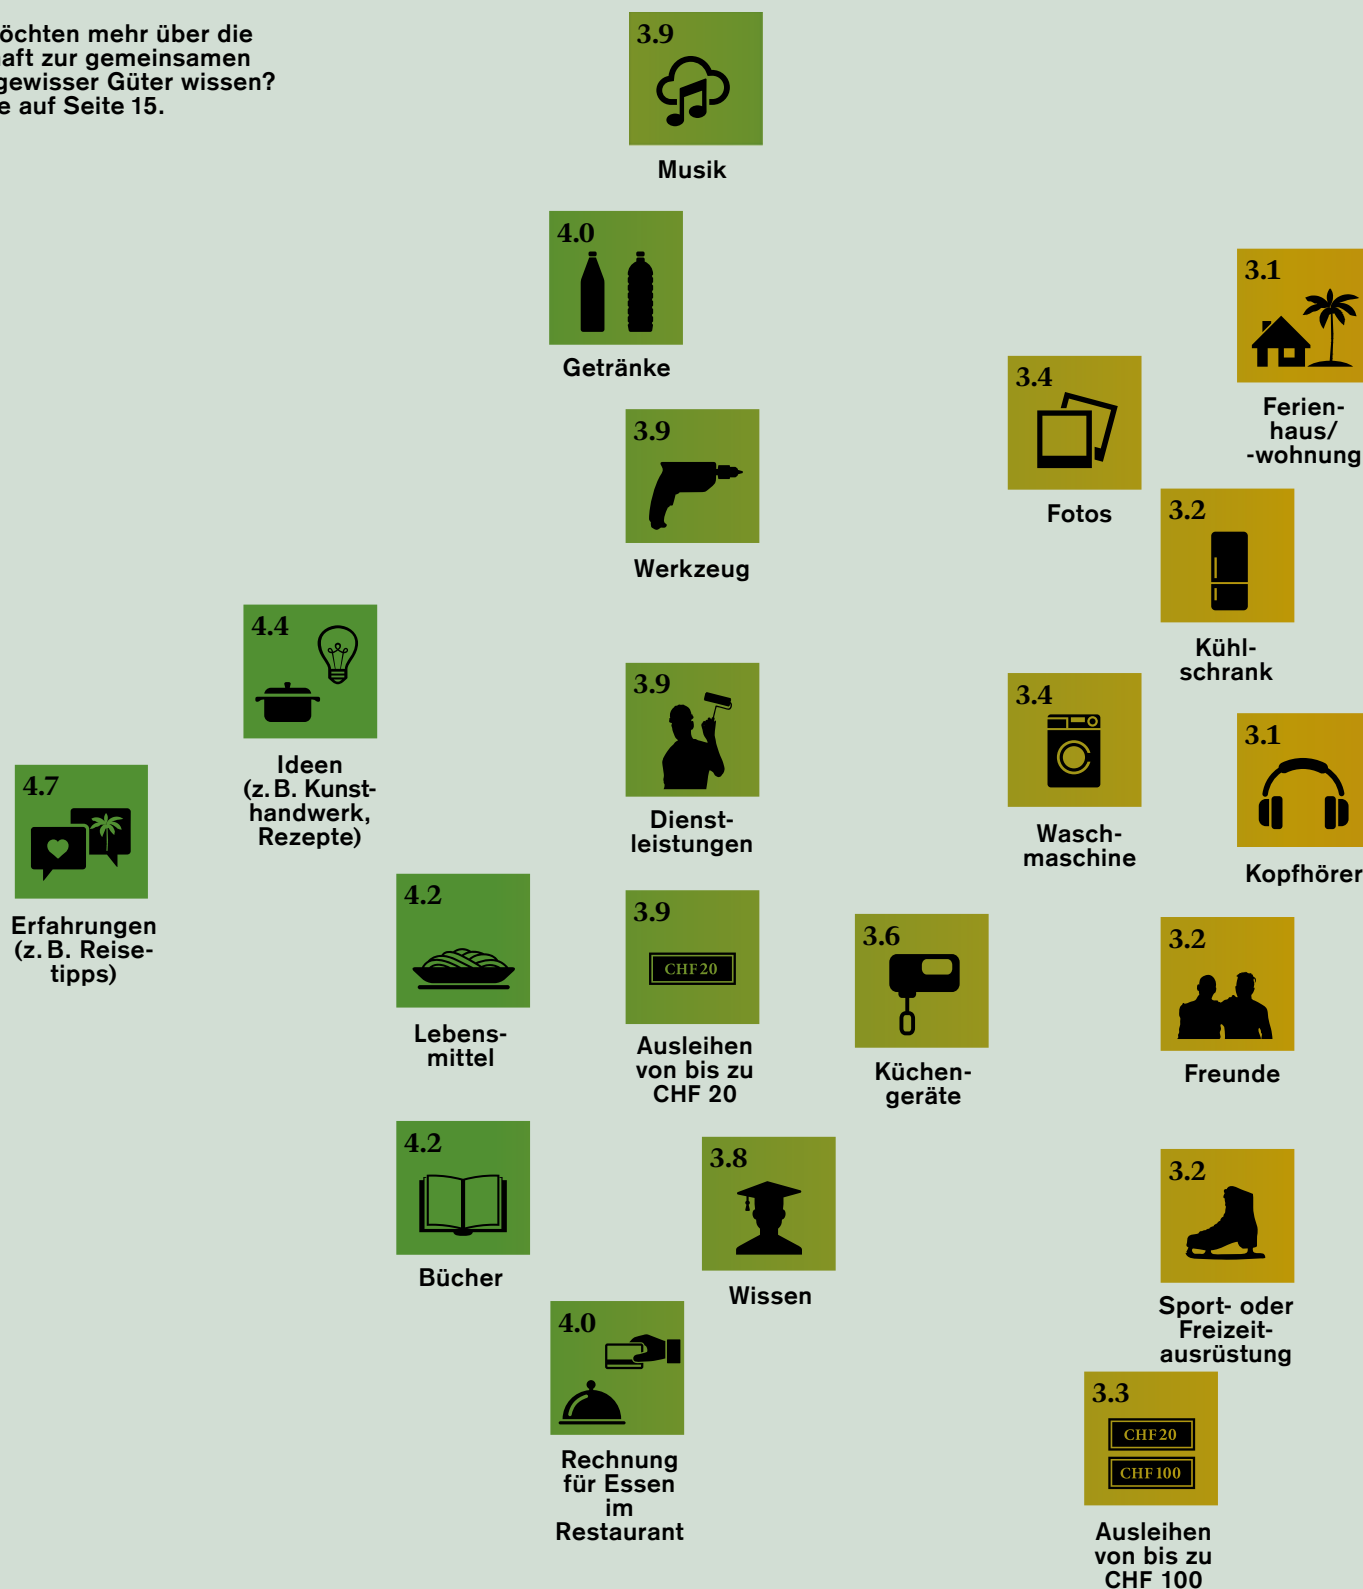 öchten mehr über die
aft zur gemeinsamen
gewisser Güter wissen?
e auf Seite 15.
3.9
Musik
4.0
Getränke
3.1
Ferien-
haus/
-wohnung
3.4
Fotos
3.9
Werkzeug
3.2
Kühl-
schrank
4.4
Ideen
(z. B. Kunst-
handwerk,
Rezepte)
3.9
Dienst-
leistungen
3.4
Wasch-
maschine
3.1
Kopfhörer
4.7
Erfahrungen
(z. B. Reise-
tipps)
4.2
Lebens-
mittel
3.9
CHF 20
Ausleihen
von bis zu
CHF 20
3.6
Küchen-
geräte
3.2
Freunde
4.2
Bücher
3.8
Wissen
3.2
Sport- oder
Freizeit-
ausrüstung
4.0
Rechnung
für Essen
im
Restaurant
3.3
CHF 20
CHF 100
Ausleihen
von bis zu
CHF 100